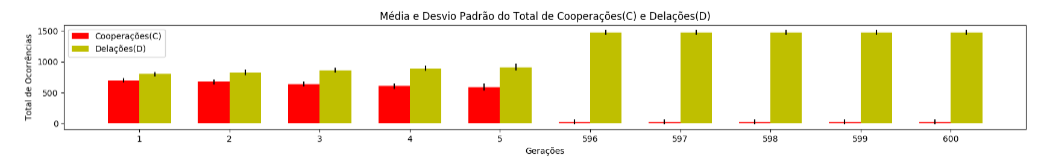 Média e Desvio Padrão do Total de Cooperações(C) e Delações(D)
Cooperações(C)
Delações(D)
Total de Ocorrências
1500
1000
500
0
1 2 3 4 5 596 597 598 599 600
Gerações